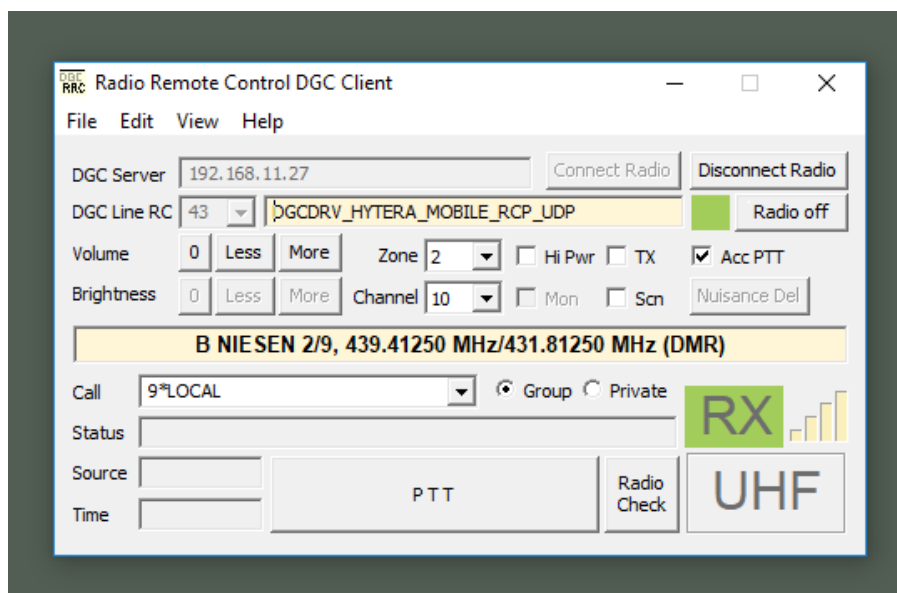 DGC RRC Radio Remote Control DGC Client
File Edit View Help
DGC Server 192.168.11.27 Connect Radio Disconnect Radio
DGC Line RC 43 DGCDRV_HYTERA_MOBILE_RCP_UDP Radio off
Volume 0 Less More Zone 2 Hi Pwr TX Acc PTT
Brightness 0 Less More Channel 10 Mon Scn Nuisance Del
B NIESEN 2/9, 439.41250 MHz/431.81250 MHz (DMR)
Call 9*LOCAL Group Private
RX
Status
Source PTT Radio Check UHF
Time